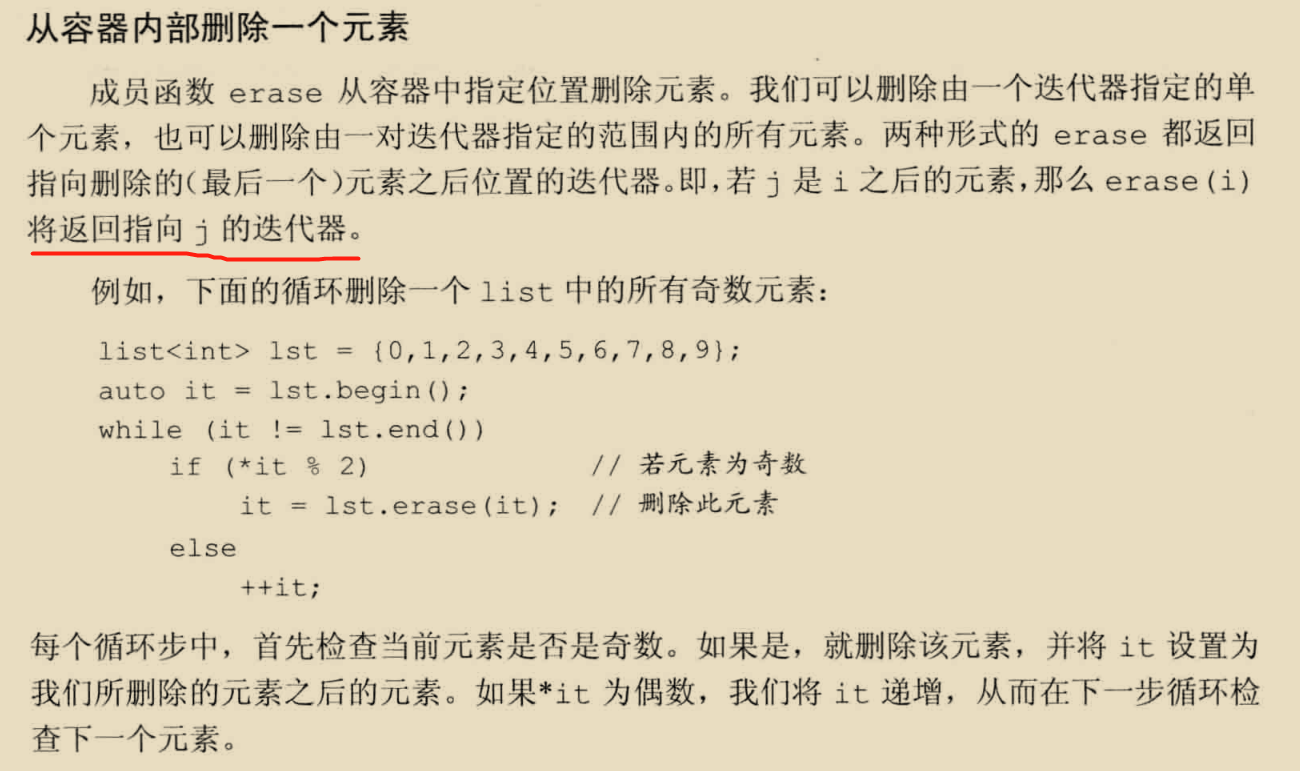 从容器内部删除一个元素
成员函数 erase 从容器中指定位置删除元素。我们可以删除由一个迭代器指定的单
个元素，也可以删除由一对迭代器指定的范围内的所有元素。两种形式的 erase 都返回
指向删除的(最后一个)元素之后位置的迭代器。即，若 j 是 i 之后的元素，那么 erase(i)
将返回指向 j 的迭代器。
例如，下面的循环删除一个 list 中的所有奇数元素：
list<int> lst = {0,1,2,3,4,5,6,7,8,9};
auto it = lst.begin();
while (it != lst.end())
if (*it % 2) // 若元素为奇数
it = lst.erase(it); // 删除此元素
else
++it;
每个循环步中，首先检查当前元素是否是奇数。如果是，就删除该元素，并将 it 设置为
我们所删除的元素之后的元素。如果*it 为偶数，我们将 it 递增，从而在下一步循环检
查下一个元素。